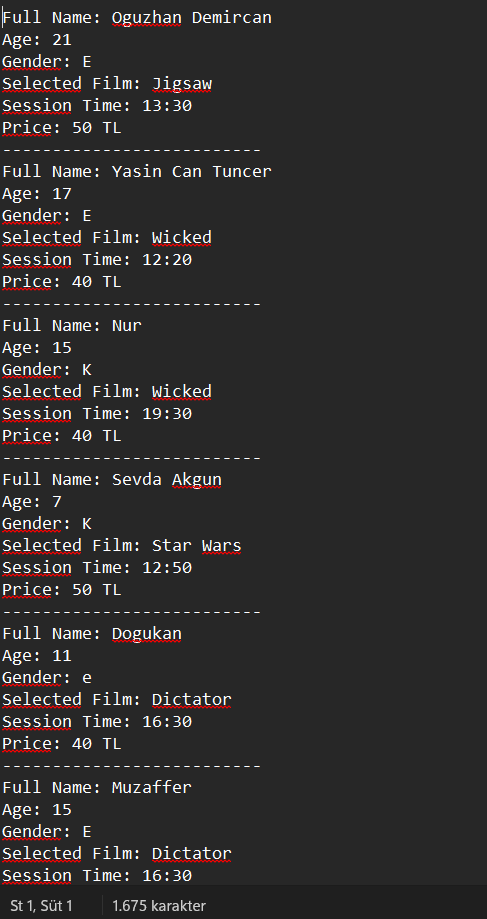 Full Name: Oguzhan Demircan
Age: 21
Gender: E
Selected Film: Jigsaw
Session Time: 13:30
Price: 50 TL
--------------------------
Full Name: Yasin Can Tuncer
Age: 17
Gender: E
Selected Film: Wicked
Session Time: 12:20
Price: 40 TL
--------------------------
Full Name: Nur
Age: 15
Gender: K
Selected Film: Wicked
Session Time: 19:30
Price: 40 TL
--------------------------
Full Name: Sevda Akgun
Age: 7
Gender: K
Selected Film: Star Wars
Session Time: 12:50
Price: 50 TL
--------------------------
Full Name: Dogukan
Age: 11
Gender: e
Selected Film: Dictator
Session Time: 16:30
Price: 40 TL
--------------------------
Full Name: Muzaffer
Age: 15
Gender: E
Selected Film: Dictator
Session Time: 16:30
St 1, Süt 1 1.675 karakter